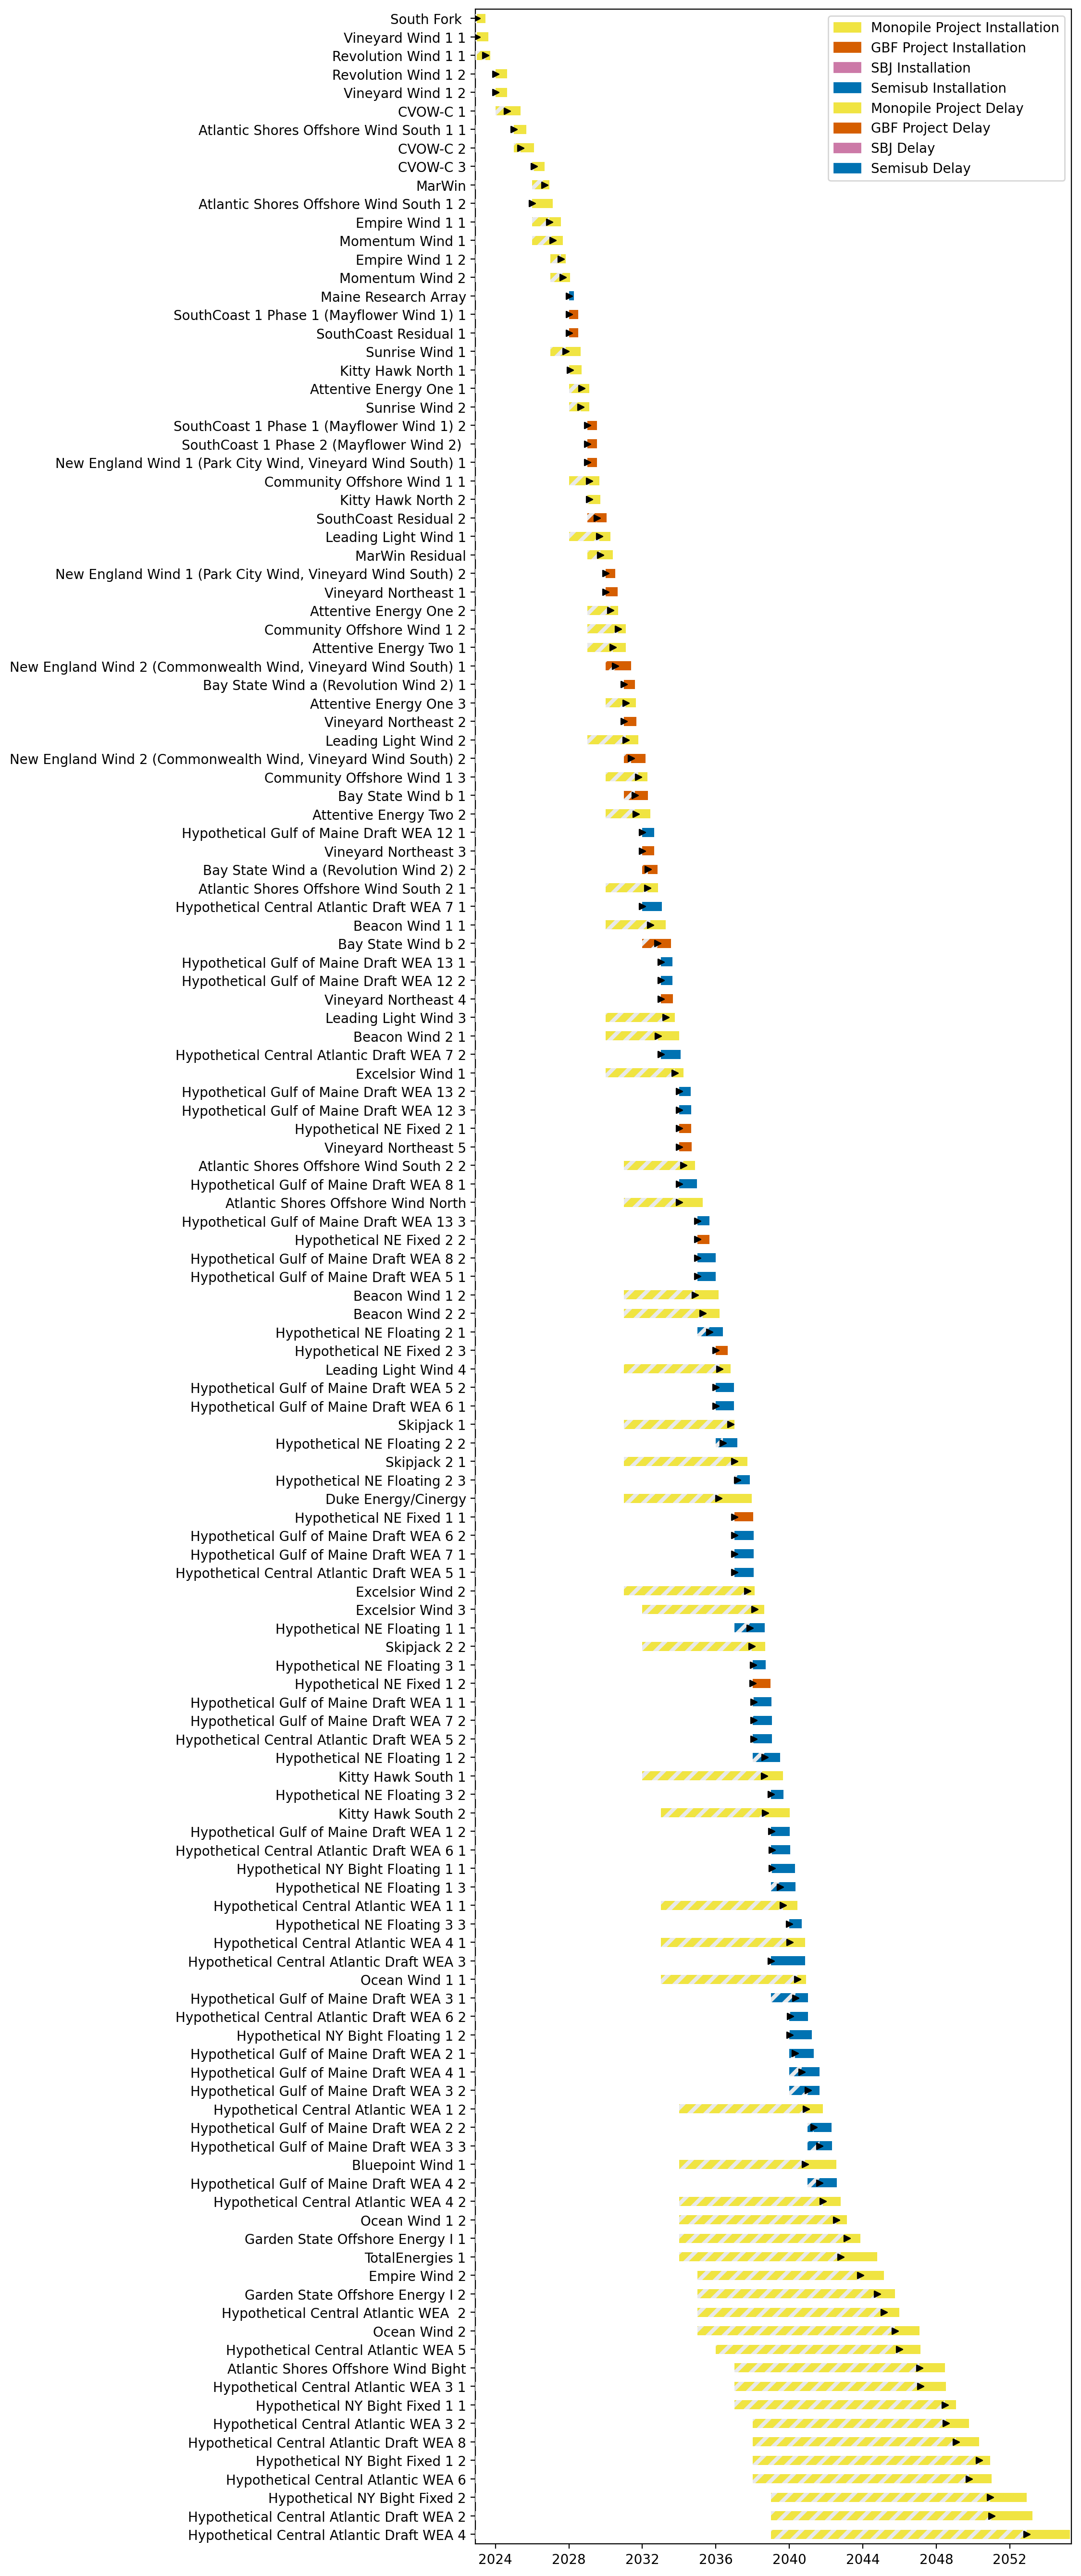 South Fork
Vineyard Wind 1 1
Revolution Wind 1 1
Revolution Wind 1 2
Vineyard Wind 1 2
CVOW-C 1
Atlantic Shores Offshore Wind South 1 1
CVOW-C 2
CVOW-C 3
MarWin
Atlantic Shores Offshore Wind South 1 2
Empire Wind 1 1
Momentum Wind 1
Empire Wind 1 2
Momentum Wind 2
Maine Research Array
SouthCoast 1 Phase 1 (Mayflower Wind 1) 1
SouthCoast Residual 1
Sunrise Wind 1
Kitty Hawk North 1
Attentive Energy One 1
Sunrise Wind 2
SouthCoast 1 Phase 1 (Mayflower Wind 1) 2
SouthCoast 1 Phase 2 (Mayflower Wind 2)
New England Wind 1 (Park City Wind, Vineyard Wind South) 1
Community Offshore Wind 1 1
Kitty Hawk North 2
SouthCoast Residual 2
Leading Light Wind 1
MarWin Residual
New England Wind 1 (Park City Wind, Vineyard Wind South) 2
Vineyard Northeast 1
Attentive Energy One 2
Community Offshore Wind 1 2
Attentive Energy Two 1
New England Wind 2 (Commonwealth Wind, Vineyard Wind South) 1
Bay State Wind a (Revolution Wind 2) 1
Attentive Energy One 3
Vineyard Northeast 2
Leading Light Wind 2
New England Wind 2 (Commonwealth Wind, Vineyard Wind South) 2
Community Offshore Wind 1 3
Bay State Wind b 1
Attentive Energy Two 2
Hypothetical Gulf of Maine Draft WEA 12 1
Vineyard Northeast 3
Bay State Wind a (Revolution Wind 2) 2
Atlantic Shores Offshore Wind South 2 1
Hypothetical Central Atlantic Draft WEA 7 1
Beacon Wind 1 1
Bay State Wind b 2
Hypothetical Gulf of Maine Draft WEA 13 1
Hypothetical Gulf of Maine Draft WEA 12 2
Vineyard Northeast 4
Leading Light Wind 3
Beacon Wind 2 1
Hypothetical Central Atlantic Draft WEA 7 2
Excelsior Wind 1
Hypothetical Gulf of Maine Draft WEA 13 2
Hypothetical Gulf of Maine Draft WEA 12 3
Hypothetical NE Fixed 2 1
Vineyard Northeast 5
Atlantic Shores Offshore Wind South 2 2
Hypothetical Gulf of Maine Draft WEA 8 1
Atlantic Shores Offshore Wind North
Hypothetical Gulf of Maine Draft WEA 13 3
Hypothetical NE Fixed 2 2
Hypothetical Gulf of Maine Draft WEA 8 2
Hypothetical Gulf of Maine Draft WEA 5 1
Beacon Wind 1 2
Beacon Wind 2 2
Hypothetical NE Floating 2 1
Hypothetical NE Fixed 2 3
Leading Light Wind 4
Hypothetical Gulf of Maine Draft WEA 5 2
Hypothetical Gulf of Maine Draft WEA 6 1
Skipjack 1
Hypothetical NE Floating 2 2
Skipjack 2 1
Hypothetical NE Floating 2 3
Duke Energy/Cinergy
Hypothetical NE Fixed 1 1
Hypothetical Gulf of Maine Draft WEA 6 2
Hypothetical Gulf of Maine Draft WEA 7 1
Hypothetical Central Atlantic Draft WEA 5 1
Excelsior Wind 2
Excelsior Wind 3
Hypothetical NE Floating 1 1
Skipjack 2 2
Hypothetical NE Floating 3 1
Hypothetical NE Fixed 1 2
Hypothetical Gulf of Maine Draft WEA 1 1
Hypothetical Gulf of Maine Draft WEA 7 2
Hypothetical Central Atlantic Draft WEA 5 2
Hypothetical NE Floating 1 2
Kitty Hawk South 1
Hypothetical NE Floating 3 2
Kitty Hawk South 2
Hypothetical Gulf of Maine Draft WEA 1 2
Hypothetical Central Atlantic Draft WEA 6 1
Hypothetical NY Bight Floating 1 1
Hypothetical NE Floating 1 3
Hypothetical Central Atlantic WEA 1 1
Hypothetical NE Floating 3 3
Hypothetical Central Atlantic WEA 4 1
Hypothetical Central Atlantic Draft WEA 3
Ocean Wind 1 1
Hypothetical Gulf of Maine Draft WEA 3 1
Hypothetical Central Atlantic Draft WEA 6 2
Hypothetical NY Bight Floating 1 2
Hypothetical Gulf of Maine Draft WEA 2 1
Hypothetical Gulf of Maine Draft WEA 4 1
Hypothetical Gulf of Maine Draft WEA 3 2
Hypothetical Central Atlantic WEA 1 2
Hypothetical Gulf of Maine Draft WEA 2 2
Hypothetical Gulf of Maine Draft WEA 3 3
Bluepoint Wind 1
Hypothetical Gulf of Maine Draft WEA 4 2
Hypothetical Central Atlantic WEA 4 2
Ocean Wind 1 2
Garden State Offshore Energy I 1
TotalEnergies 1
Empire Wind 2
Garden State Offshore Energy I 2
Hypothetical Central Atlantic WEA  2
Ocean Wind 2
Hypothetical Central Atlantic WEA 5
Atlantic Shores Offshore Wind Bight
Hypothetical Central Atlantic WEA 3 1
Hypothetical NY Bight Fixed 1 1
Hypothetical Central Atlantic WEA 3 2
Hypothetical Central Atlantic Draft WEA 8
Hypothetical NY Bight Fixed 1 2
Hypothetical Central Atlantic WEA 6
Hypothetical NY Bight Fixed 2
Hypothetical Central Atlantic Draft WEA 2
Hypothetical Central Atlantic Draft WEA 4
2024 2028 2032 2036 2040 2044 2048 2052
Monopile Project Installation
GBF Project Installation
SBJ Installation
Semisub Installation
Monopile Project Delay
GBF Project Delay
SBJ Delay
Semisub Delay